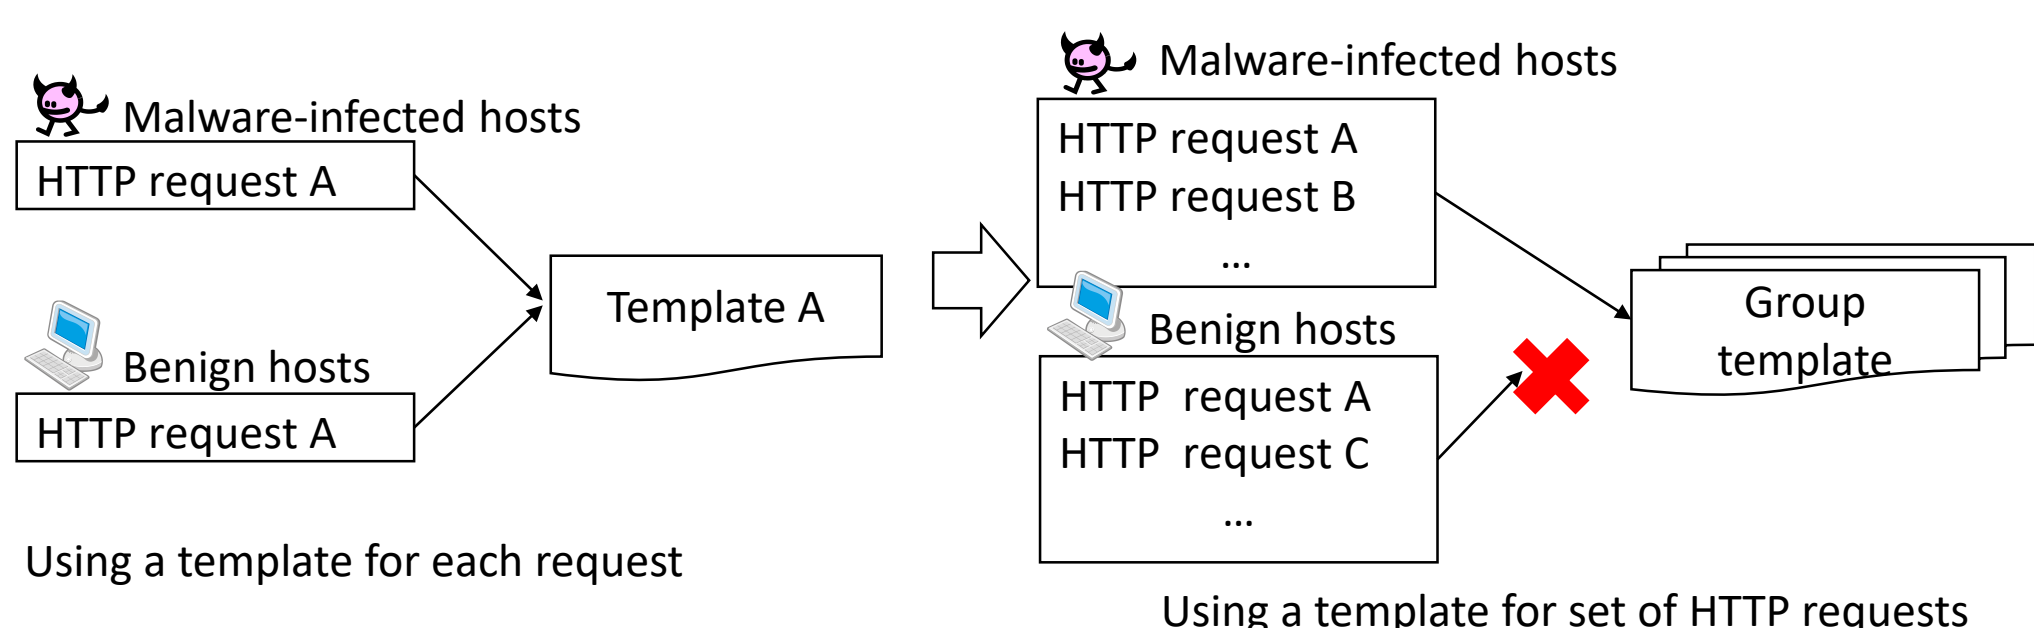 Malware-infected hosts
HTTP request A
Benign hosts
HTTP request A
Template A
Using a template for each request
Malware-infected hosts
HTTP request A
HTTP request B
...
Benign hosts
HTTP  request A
HTTP  request C
...
Group
template
Using a template for set of HTTP requests